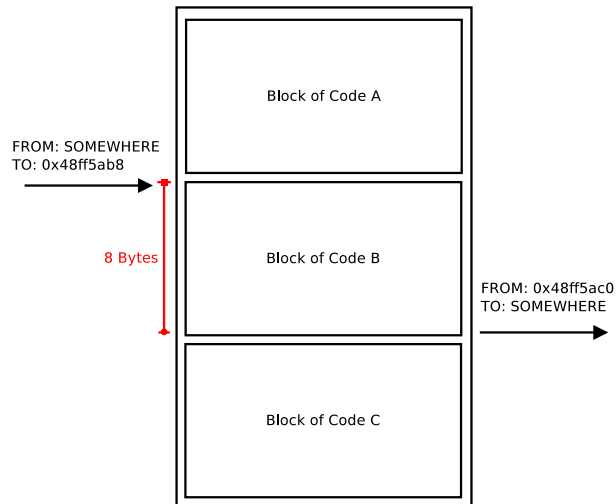 Block of Code A
FROM: SOMEWHERE
TO: 0x48ff5ab8
8 Bytes
Block of Code B
FROM: 0x48ff5ac0
TO: SOMEWHERE
Block of Code C